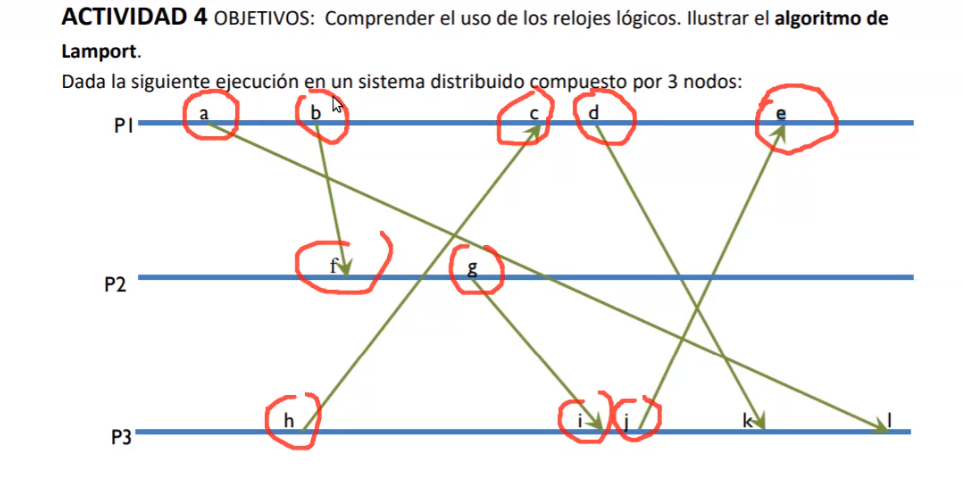 ACTIVIDAD 4 OBJETIVOS: Comprender el uso de los relojes lógicos. Ilustrar el algoritmo de
Lamport.
Dada la siguiente ejecución en un sistema distribuido compuesto por 3 nodos:
P1 a b c d e
P2 f g
P3 h i j k l